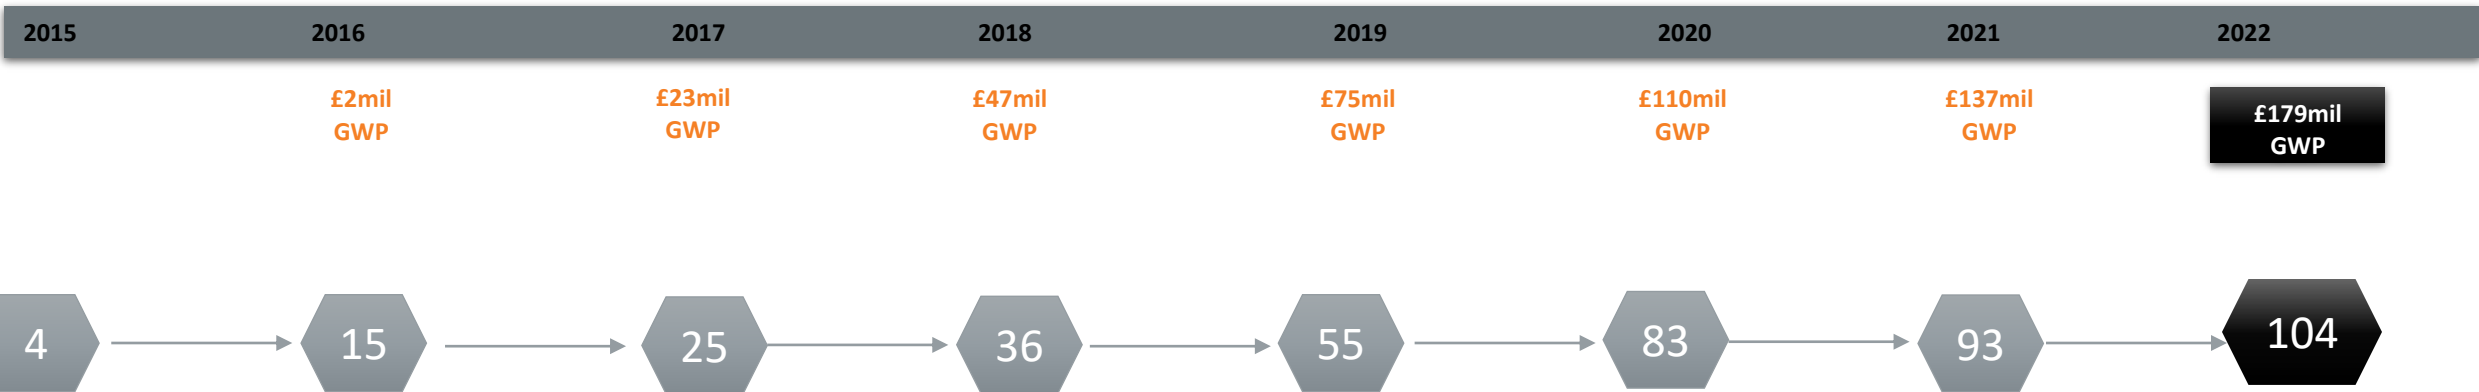 2015 2016 2017 2018 2019 2020 2021 2022
£2mil £23mil £47mil £75mil £110mil £137mil £179mil
GWP GWP GWP GWP GWP GWP GWP
4 15 25 36 55 83 93 104